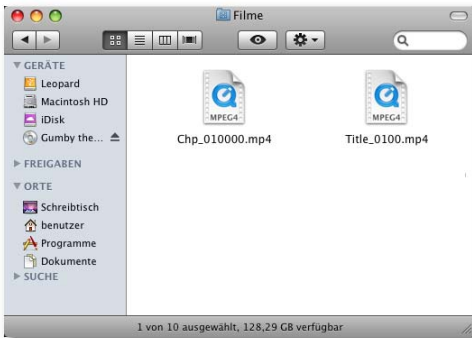 Filme
GERÄTE
Leopard
Macintosh HD
iDisk
Gumby the...
FREIGABEN
ORTE
Schreibtisch
benutzer
Programme
Dokumente
SUCHE
MPEG4
Chp_010000.mp4
MPEG4
Title_0100.mp4
1 von 10 ausgewählt, 128,29 GB verfügbar